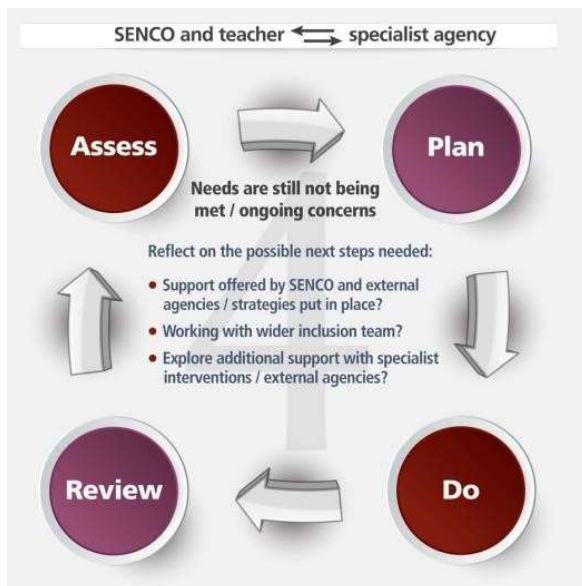 SENCO and teacher specialist agency
Assess
Plan
Needs are still not being
met / ongoing concerns
4
Reflect on the possible next steps needed:
• Support offered by SENCO and external
agencies / strategies put in place?
• Working with wider inclusion team?
• Explore additional support with specialist
interventions / external agencies?
Review
Do